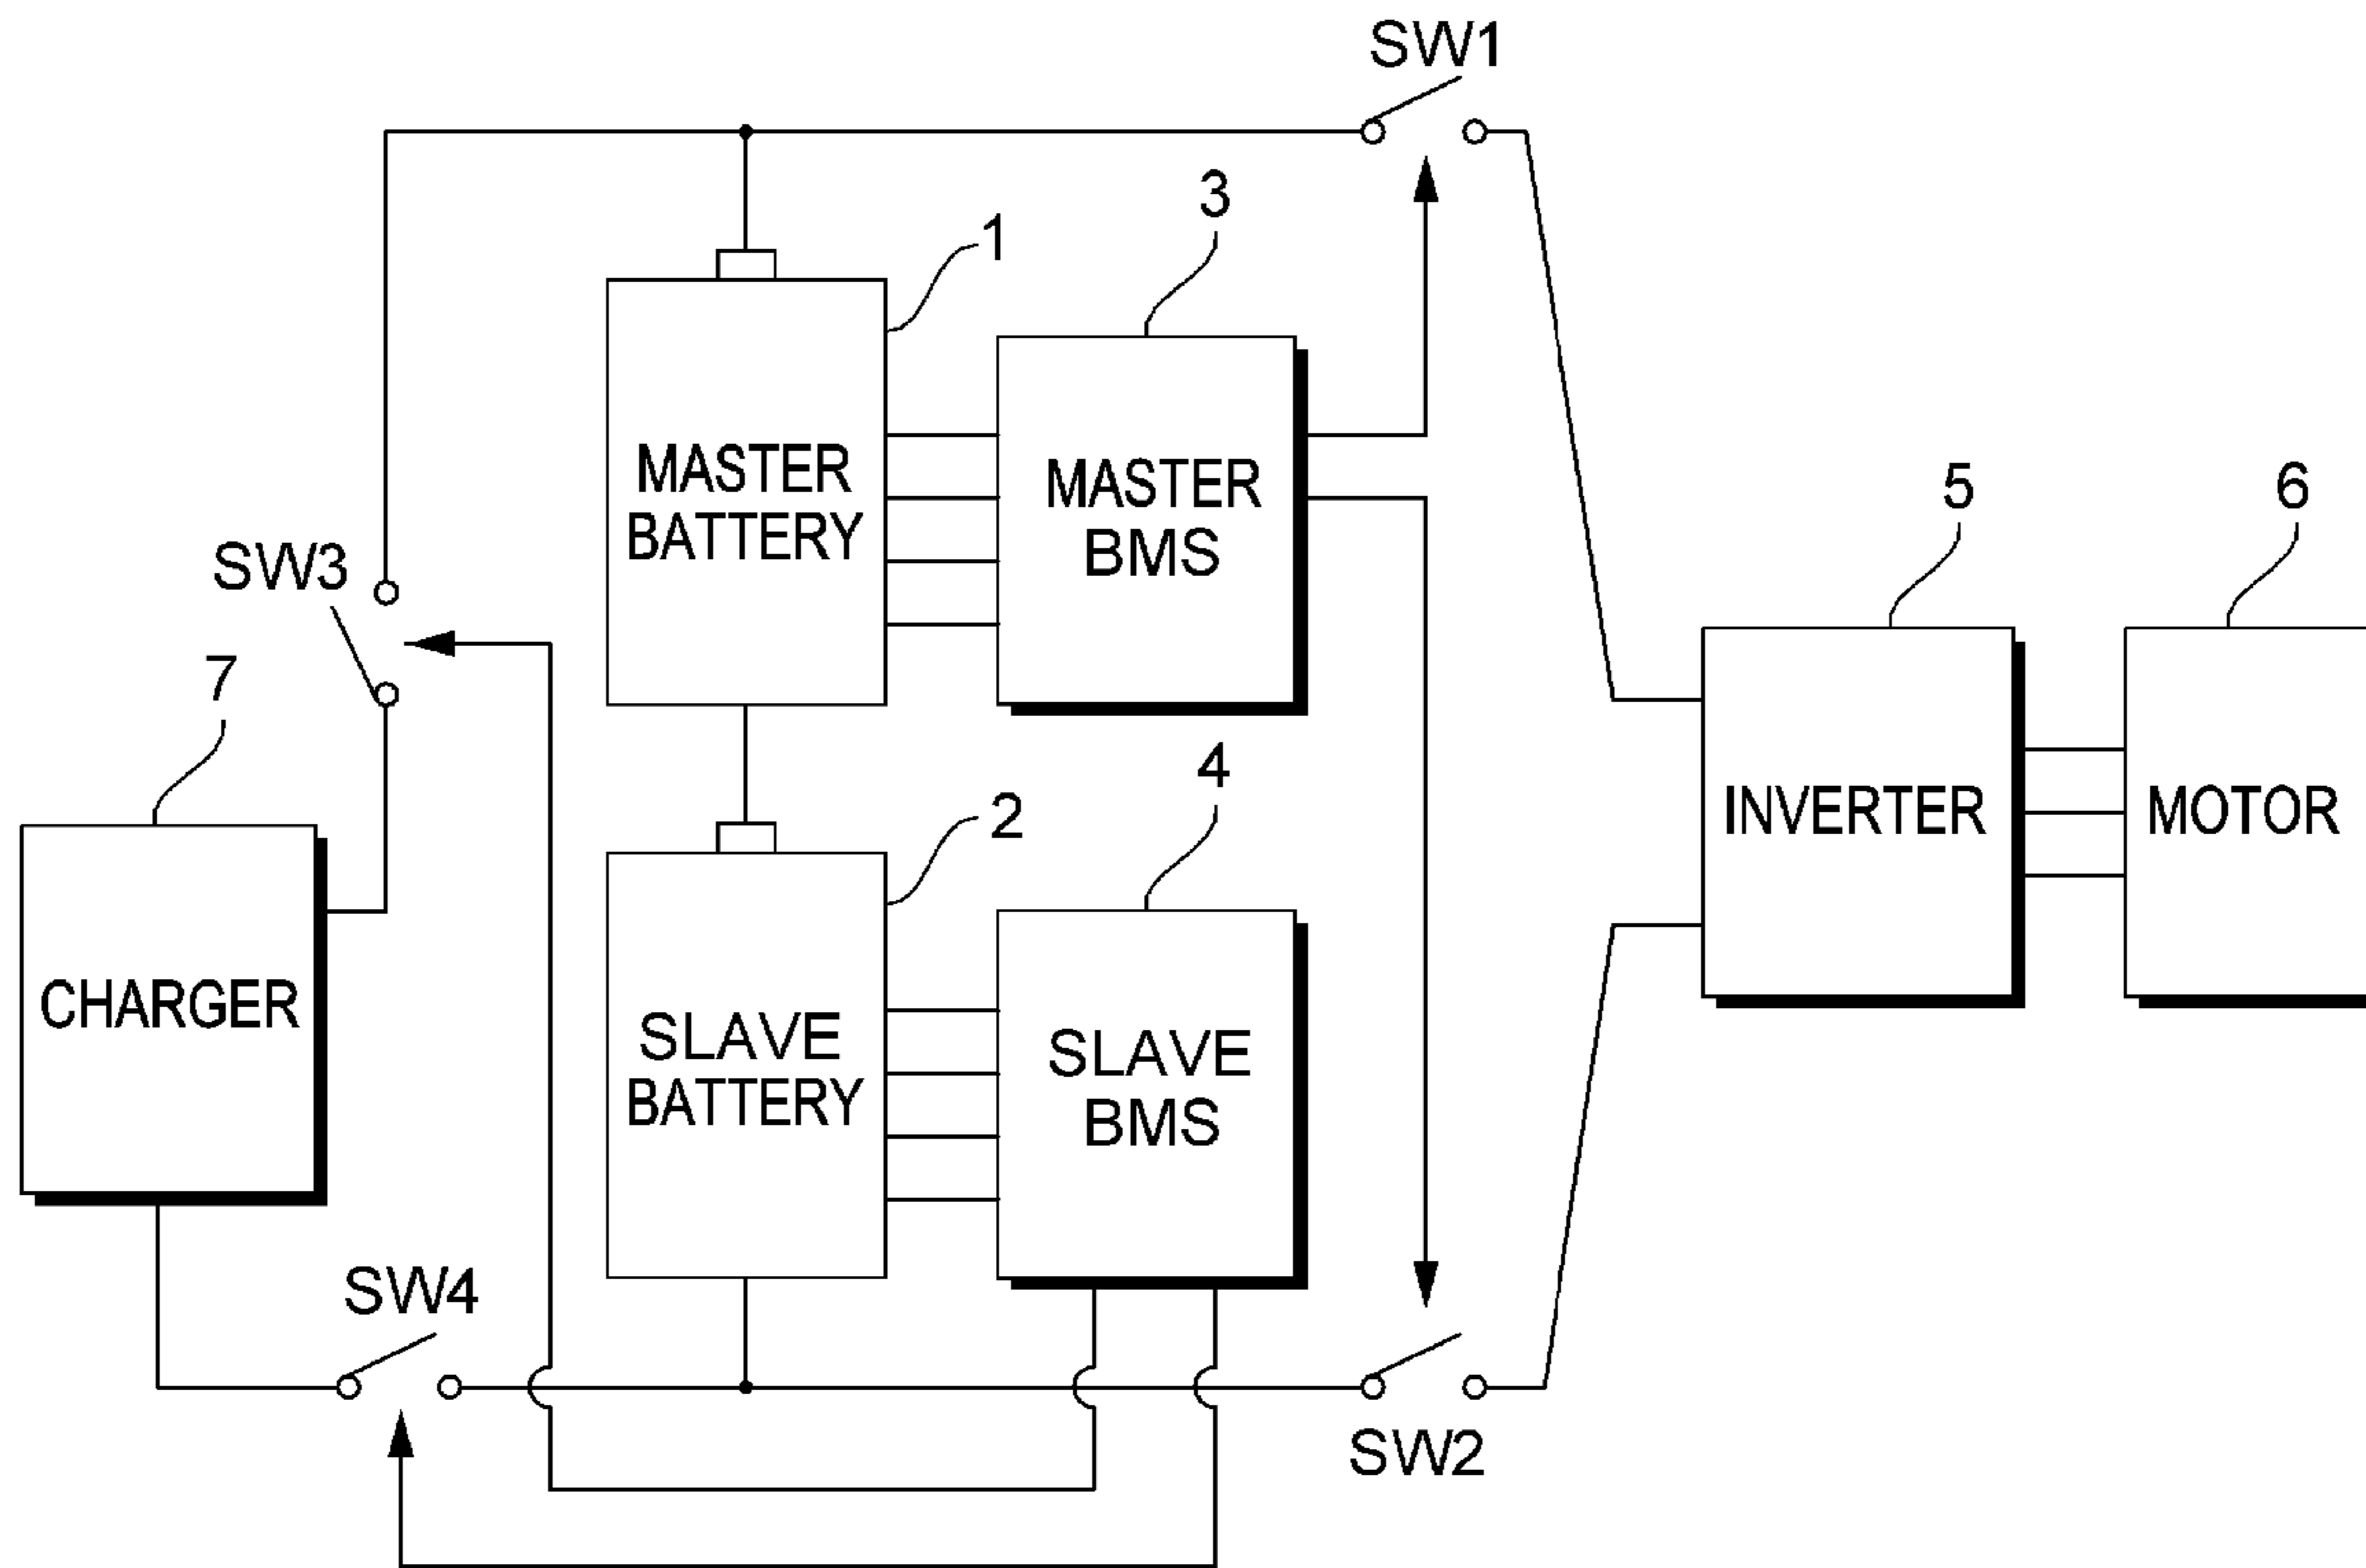 SW1
3
1
MASTER
BATTERY
MASTER
BMS
5
6
SW3
7
4
2
INVERTER
MOTOR
CHARGER
SLAVE
BATTERY
SLAVE
BMS
SW4
SW2